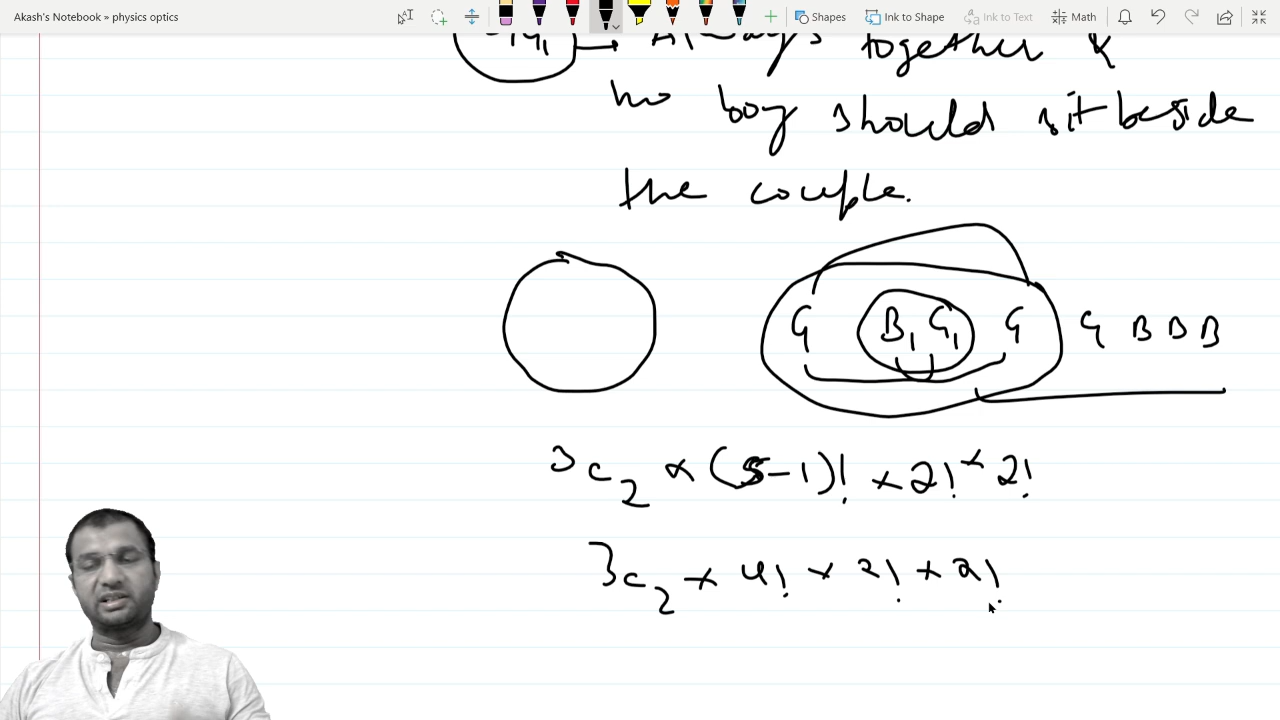 Akash's Notebook » physics optics
Shapes Ink to Shape Ink to Text Math
Always together &
no boy should sit beside
the couple.
G B₁ G₁ G G B B B
³C₂ × (5-1)! × 2! × 2!
³C₂ × 4! × 2! × 2!